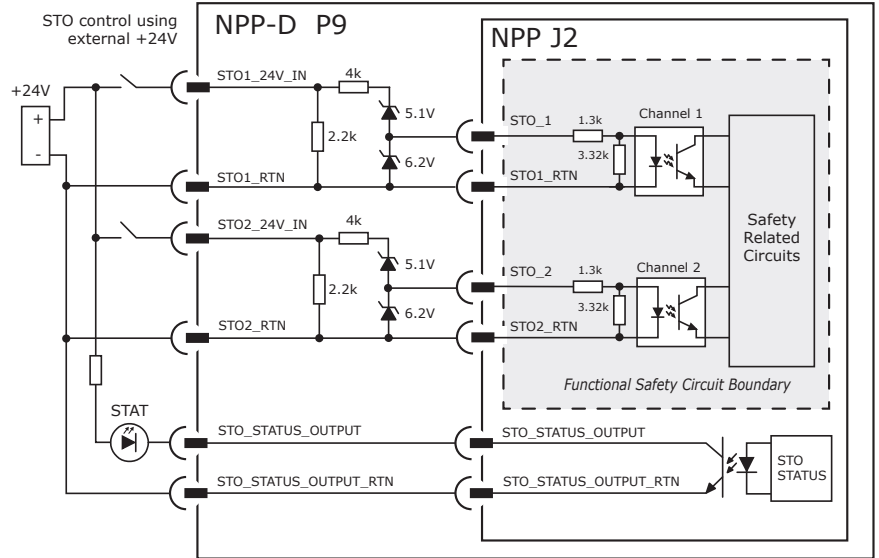 STO control using
external +24V
NPP-D P9
NPP J2
+24V
+
-
STO1_24V_IN
4k
5.1V
2.2k
6.2V
STO1_RTN
STO_1
1.3k
3.32k
Channel 1
STO1_RTN
STO2_24V_IN
4k
5.1V
2.2k
6.2V
STO2_RTN
STO_2
1.3k
3.32k
Channel 2
STO2_RTN
Safety
Related
Circuits
Functional Safety Circuit Boundary
STAT
STO_STATUS_OUTPUT
STO_STATUS_OUTPUT
STO_STATUS_OUTPUT_RTN
STO_STATUS_OUTPUT_RTN
STO
STATUS